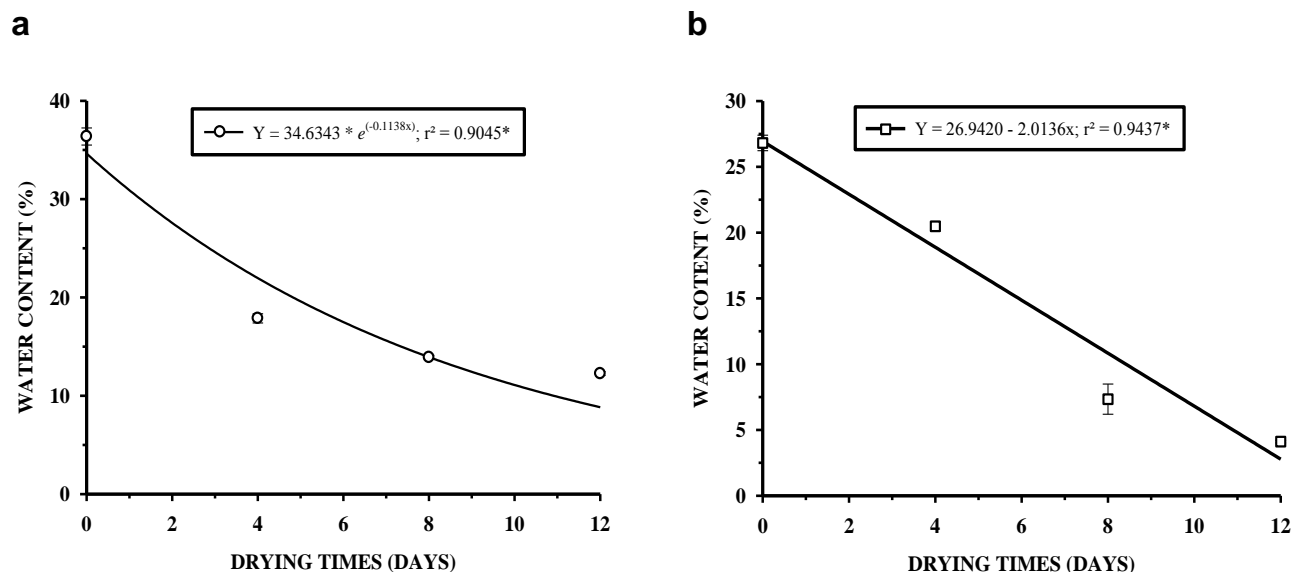 a
b
40
30
20
10
0
WATER CONTENT (%)
Y = 34.6343 * e^(-0.1138x); r² = 0.9045*
0 2 4 6 8 10 12
DRYING TIMES (DAYS)
30
25
20
15
10
5
0
WATER COTENT (%)
Y = 26.9420 - 2.0136x; r² = 0.9437*
0 2 4 6 8 10 12
DRYING TIMES (DAYS)